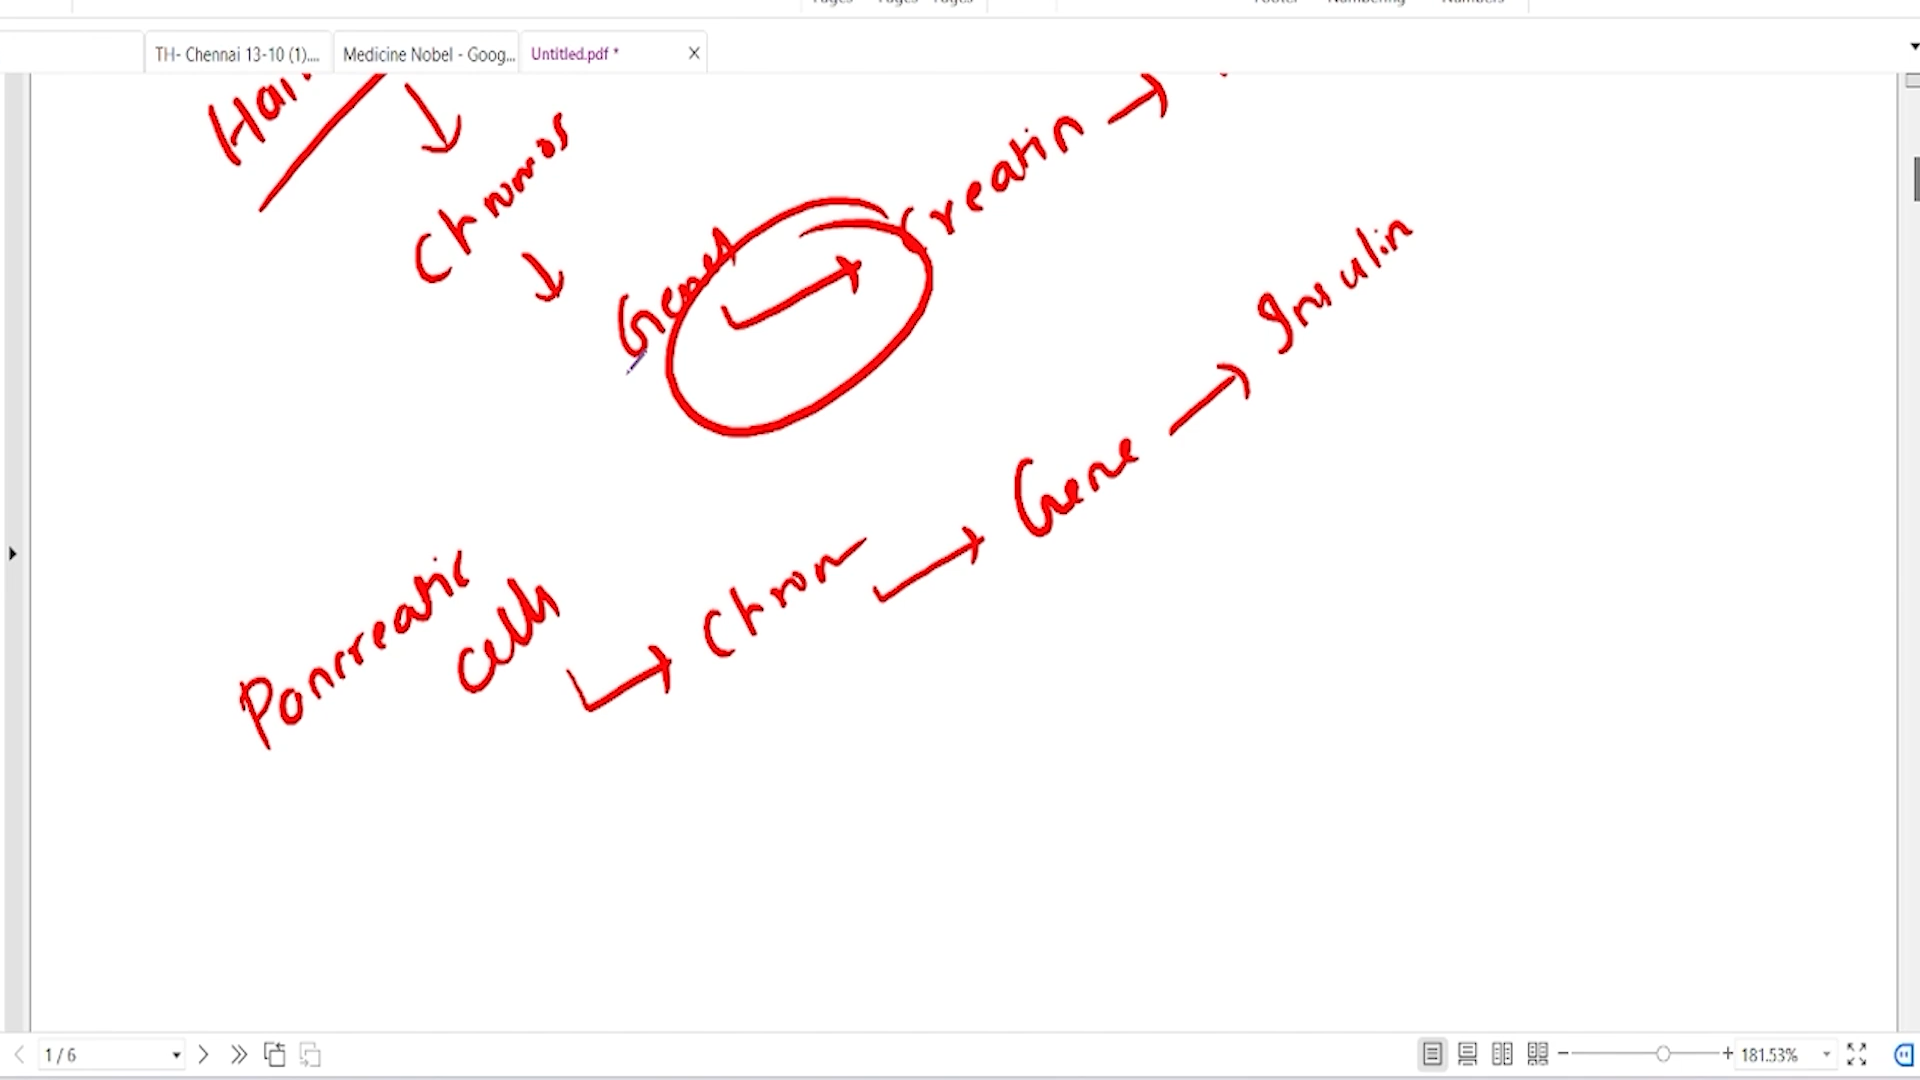 TH- Chennai 13-10 (1)....
Medicine Nobel - Goog...
Untitled.pdf *
Hair
Chromos
Genes
Creatin
Insulin
Gene
Chrom
Pancreatic
Cells
1 / 6
181.53%